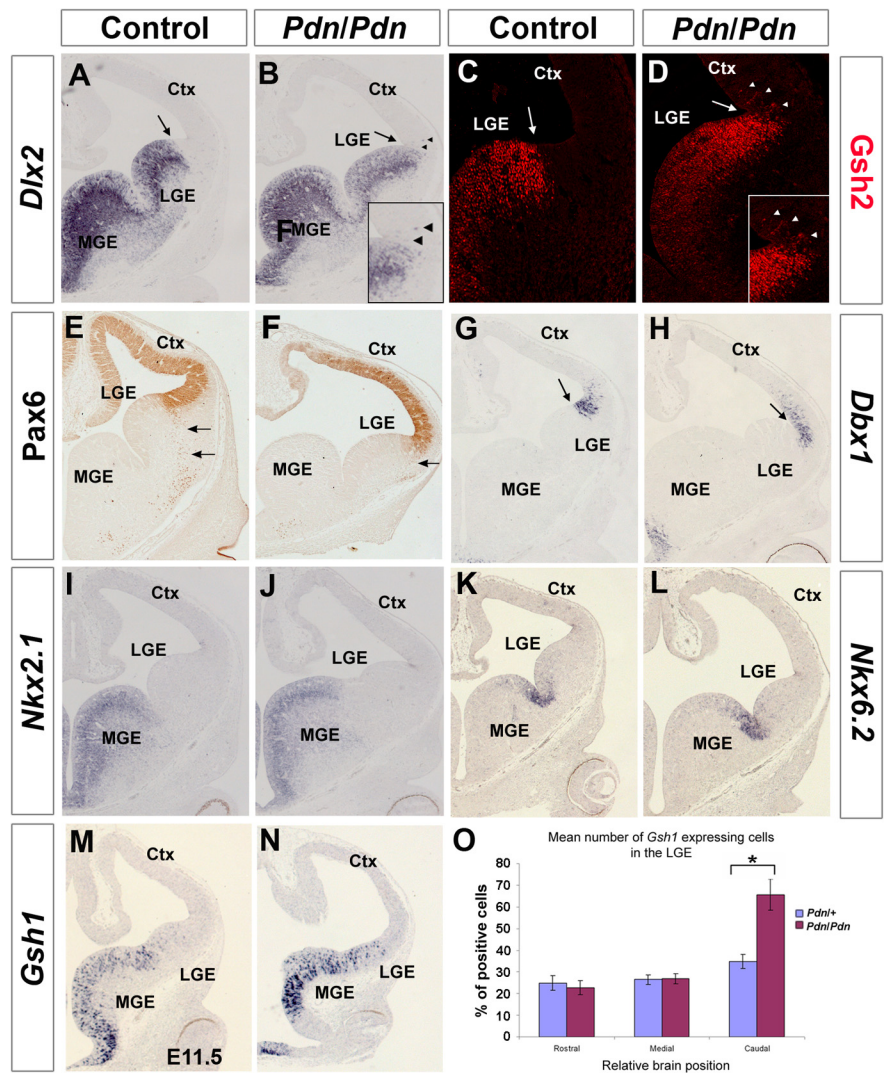 Control Pdn/Pdn Control Pdn/Pdn
Dlx2
A Ctx LGE MGE
B Ctx LGE F MGE
C Ctx LGE
D Ctx LGE
Gsh2
Pax6
E Ctx LGE MGE
F Ctx LGE MGE
G Ctx LGE MGE
H Ctx LGE MGE
Dbx1
Nkx2.1
I Ctx LGE MGE
J Ctx LGE MGE
K Ctx LGE MGE
L Ctx LGE MGE
Nkx6.2
Gsh1
M Ctx LGE MGE E11.5
N Ctx LGE MGE
O
Mean number of Gsh1 expressing cells
in the LGE
% of positive cells
80
70
60
50
40
30
20
10
0
*
Pdn/+
Pdn/Pdn
Rostral Medial Caudal
Relative brain position